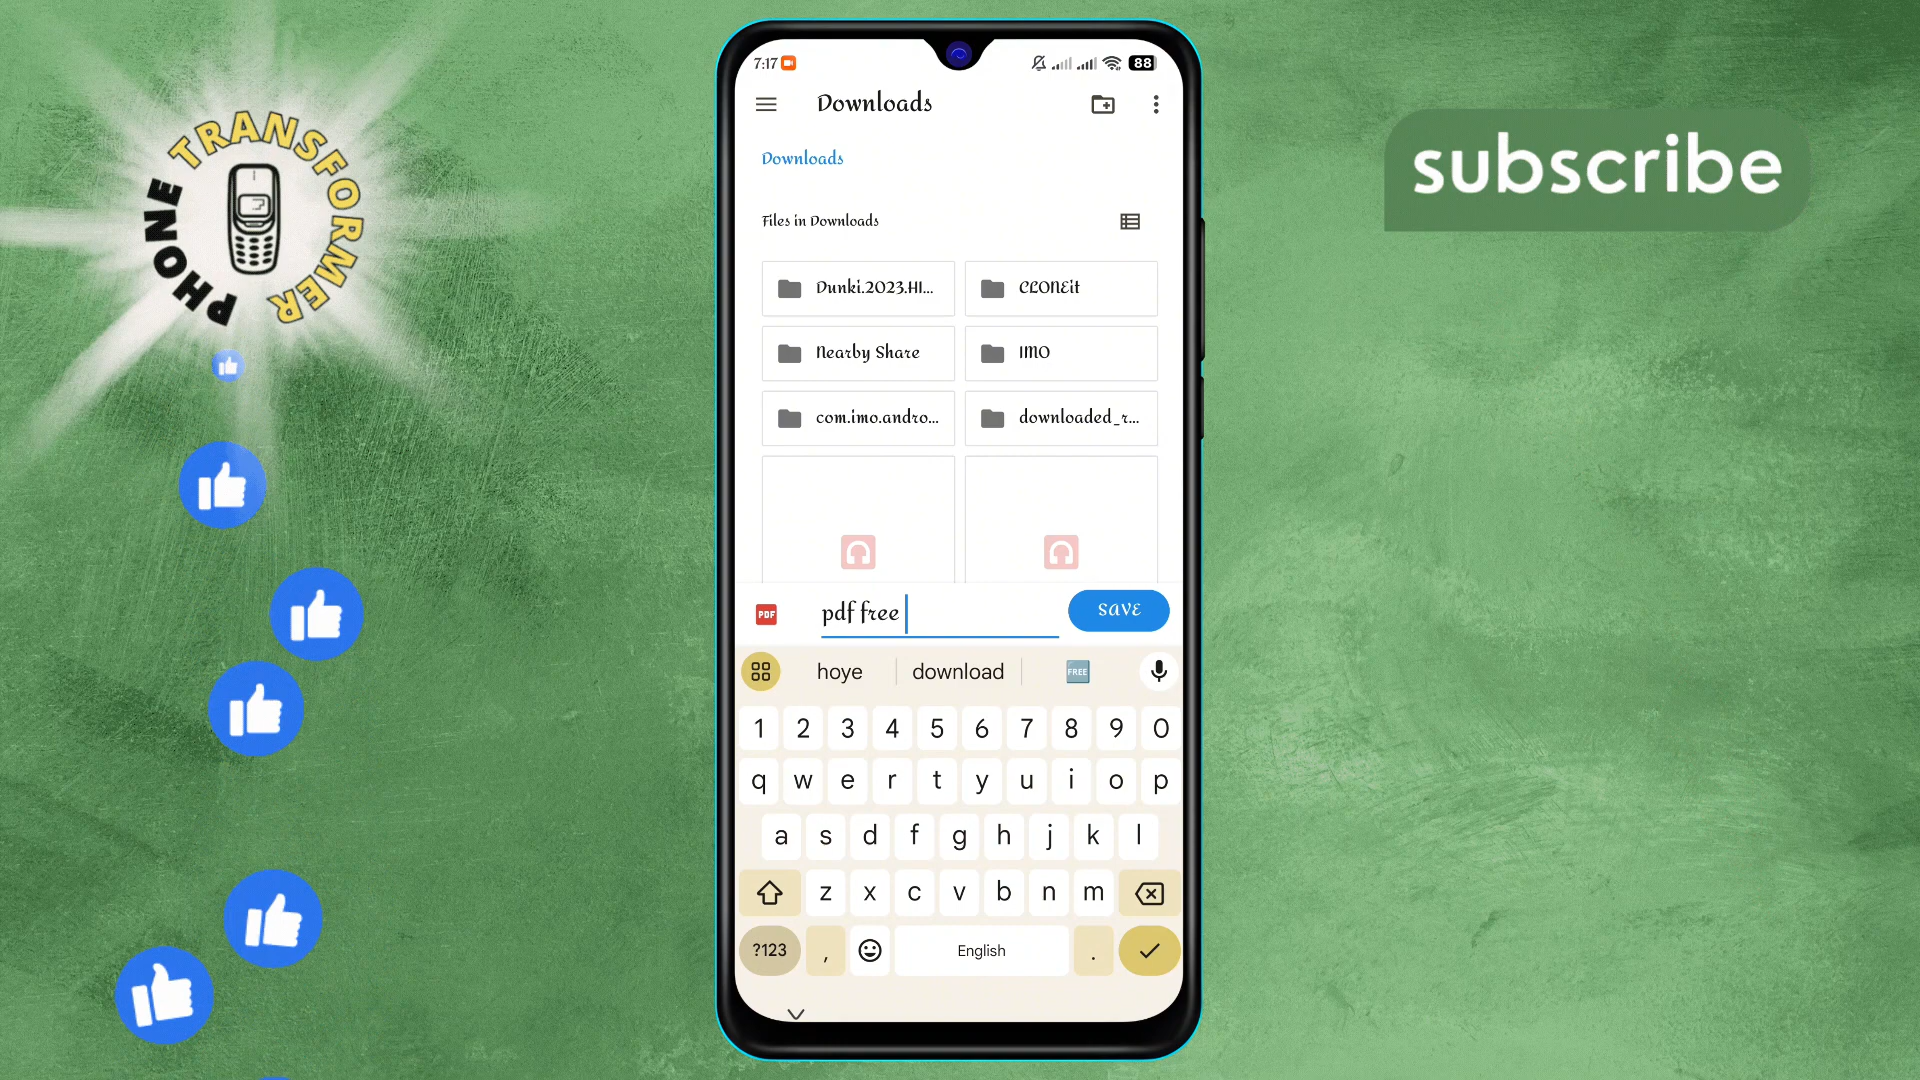 PHONE TRANSFORMER
subscribe
7:17
88
Downloads
Downloads
Files in Downloads
Dunki.2023.HI...
CLONEit
Nearby Share
IMO
com.imo.andro...
downloaded_r...
PDF
pdf free
SAVE
hoye
download
FREE
1 2 3 4 5 6 7 8 9 0
q w e r t y u i o p
a s d f g h j k l
z x c v b n m
?123 , English .